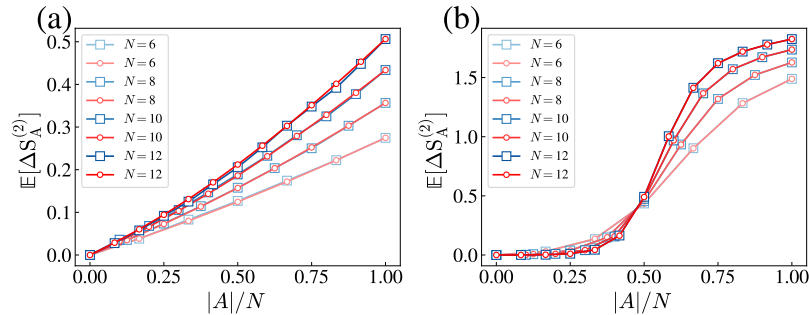 (a)
0.5
0.4
0.3
0.1
0.0
𝔼[ΔS_A^(2)]
N = 6
N = 6
N = 8
N = 8
N = 10
N = 10
N = 12
N = 12
0.00
0.25
0.50
0.75
1.00
|A|/N
(b)
1.5
1.0
0.5
0.0
𝔼[ΔS_A^(2)]
N = 6
N = 6
N = 8
N = 8
N = 10
N = 10
N = 12
N = 12
0.00
0.25
0.50
0.75
1.00
|A|/N